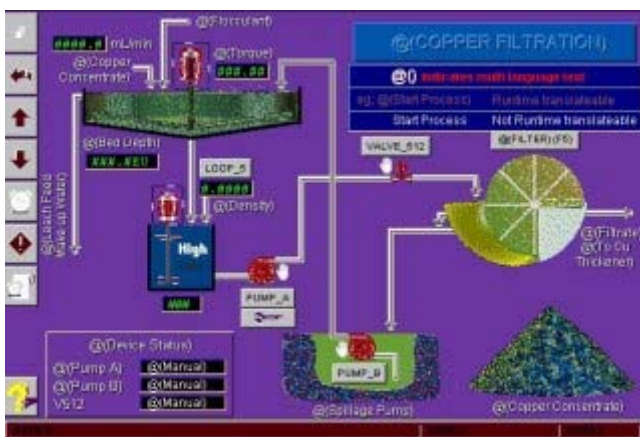 @(Flocculant)
####.# mL/min
@(Copper
Concentrate)
@(Torque)
###.##
@(COPPER FILTRATION)
@() indicates multi language text
eg; @(Start Process) Runtime translateable
Start Process Not Runtime translateable
@(FILTER) (F5)
@(Bed Depth)
LOOP_5
VALVE_512
@(Density)
@(Leach Feed
Make-up Water)
High
@(Filtrate)
@(To Cu
Thickener)
###
PUMP_A
@(Device Status)
@(Pump A) @(Manual)
@(Pump B) @(Manual)
V512 @(Manual)
PUMP_B
@(Spillage Pump)
@(Copper Concentrate)